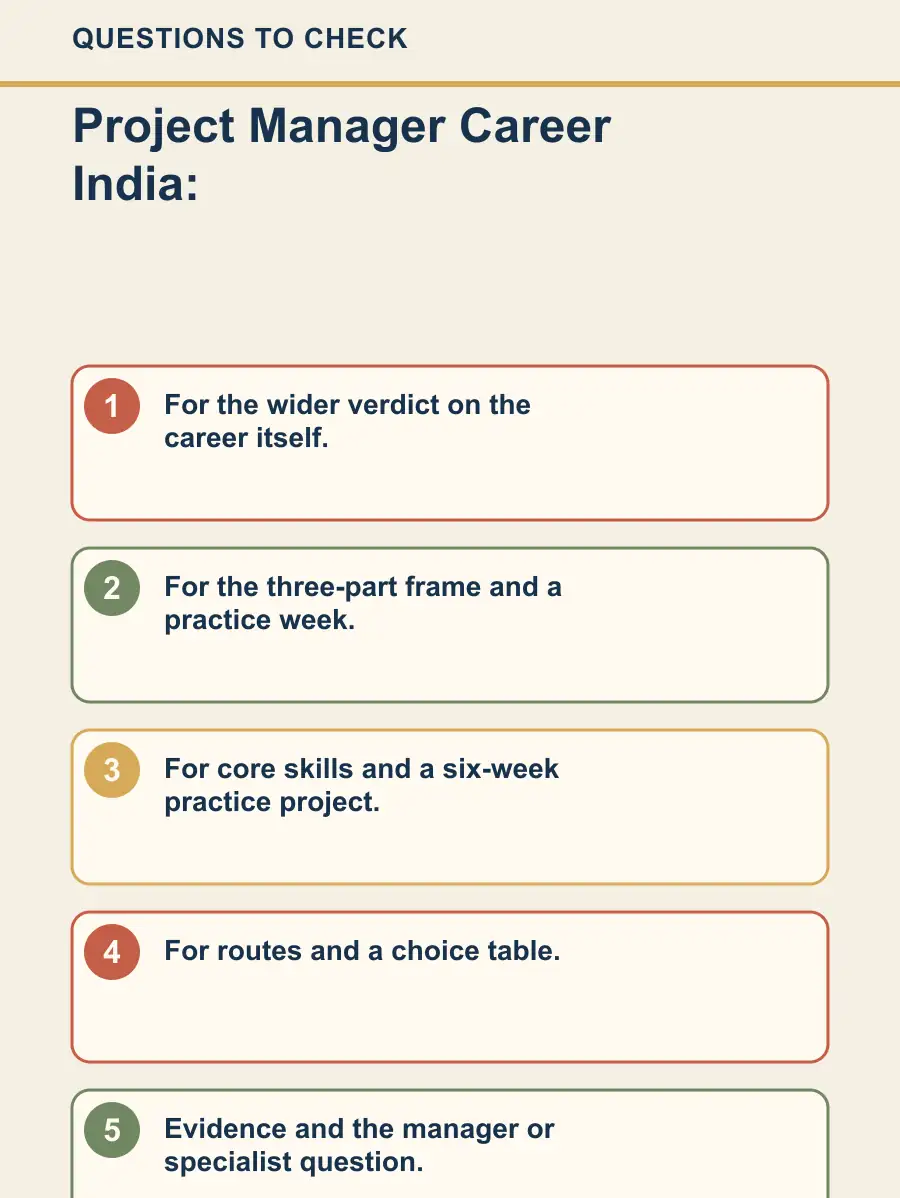 QUESTIONS TO CHECK
Project Manager Career
India:
1
For the wider verdict on the
career itself.
2
For the three-part frame and a
practice week.
3
For core skills and a six-week
practice project.
4
For routes and a choice table.
5
Evidence and the manager or
specialist question.